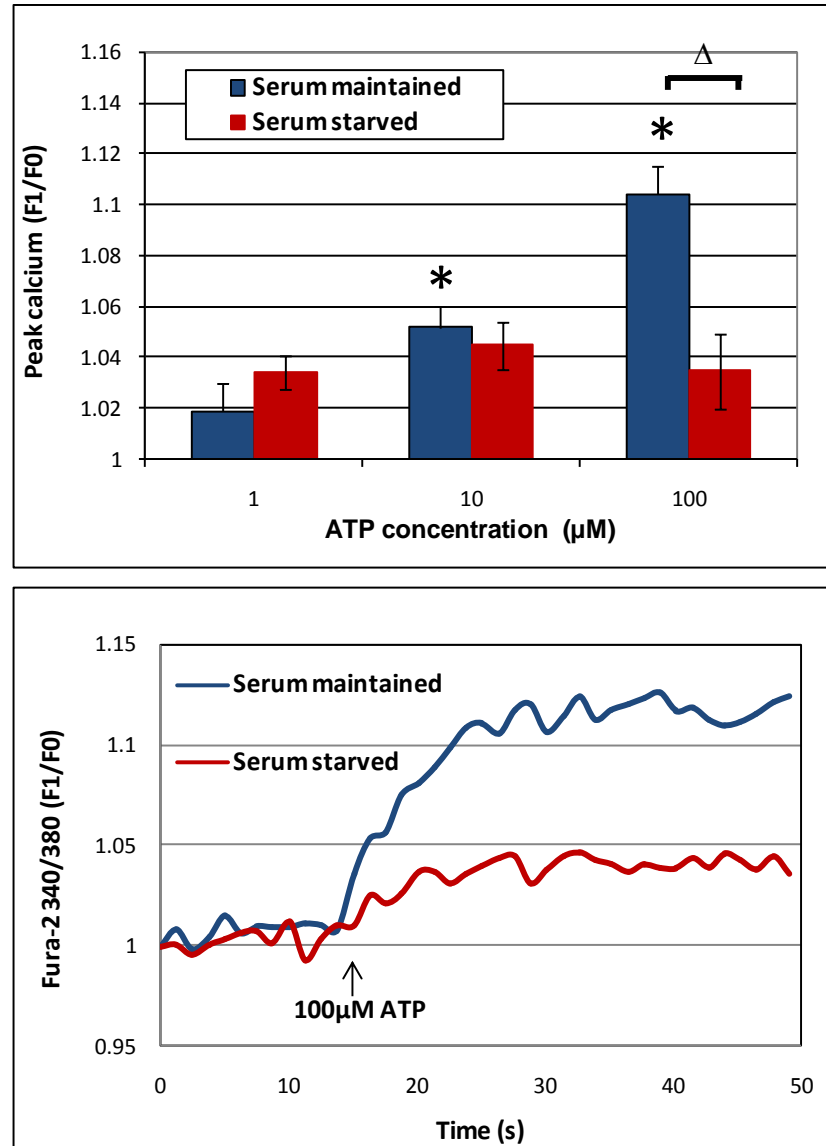 1.16
Δ
Serum maintained
1.14
Serum starved
*
1.12
1.1
1.08
*
1.06
1.04
1.02
1
Peak calcium (F1/F0)
1 10 100
ATP concentration (µM)
1.15
Serum maintained
1.1
Serum starved
1.05
1
100µM ATP
0.95
Fura-2 340/380 (F1/F0)
0 10 20 30 40 50
Time (s)